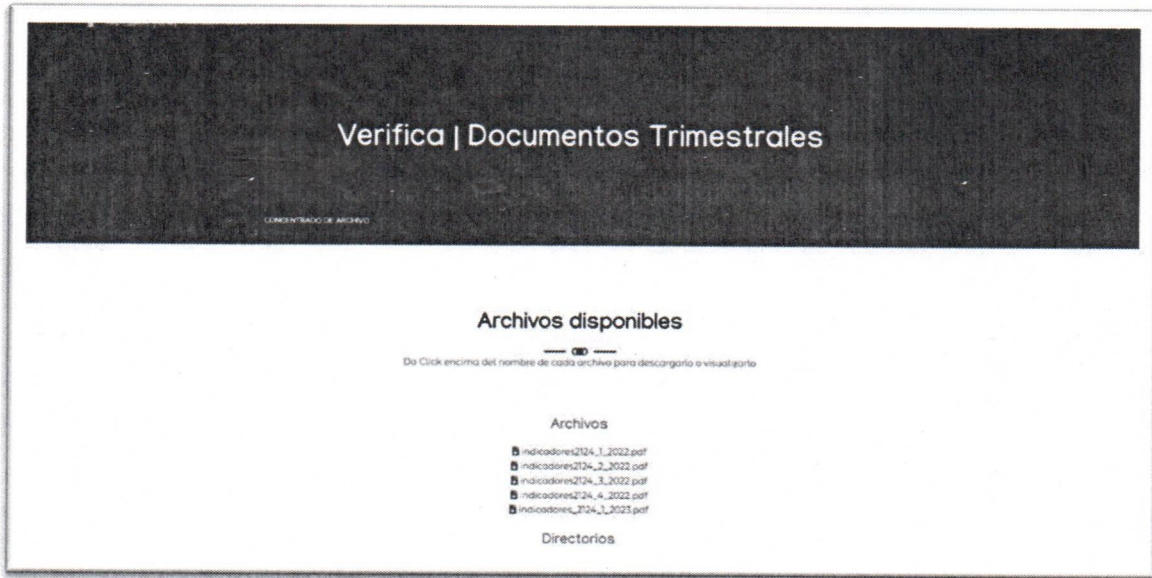 Verifica | Documentos Trimestrales
CONCENTRADO DE ARCHIVO
Archivos disponibles
Da Click encima del nombre de cada archivo para descargarlo o visualizarlo
Archivos
indicadores2124_1_2022.pdf
indicadores2124_2_2022.pdf
indicadores2124_3_2022.pdf
indicadores2124_4_2022.pdf
indicadores_2124_1_2023.pdf
Directorios